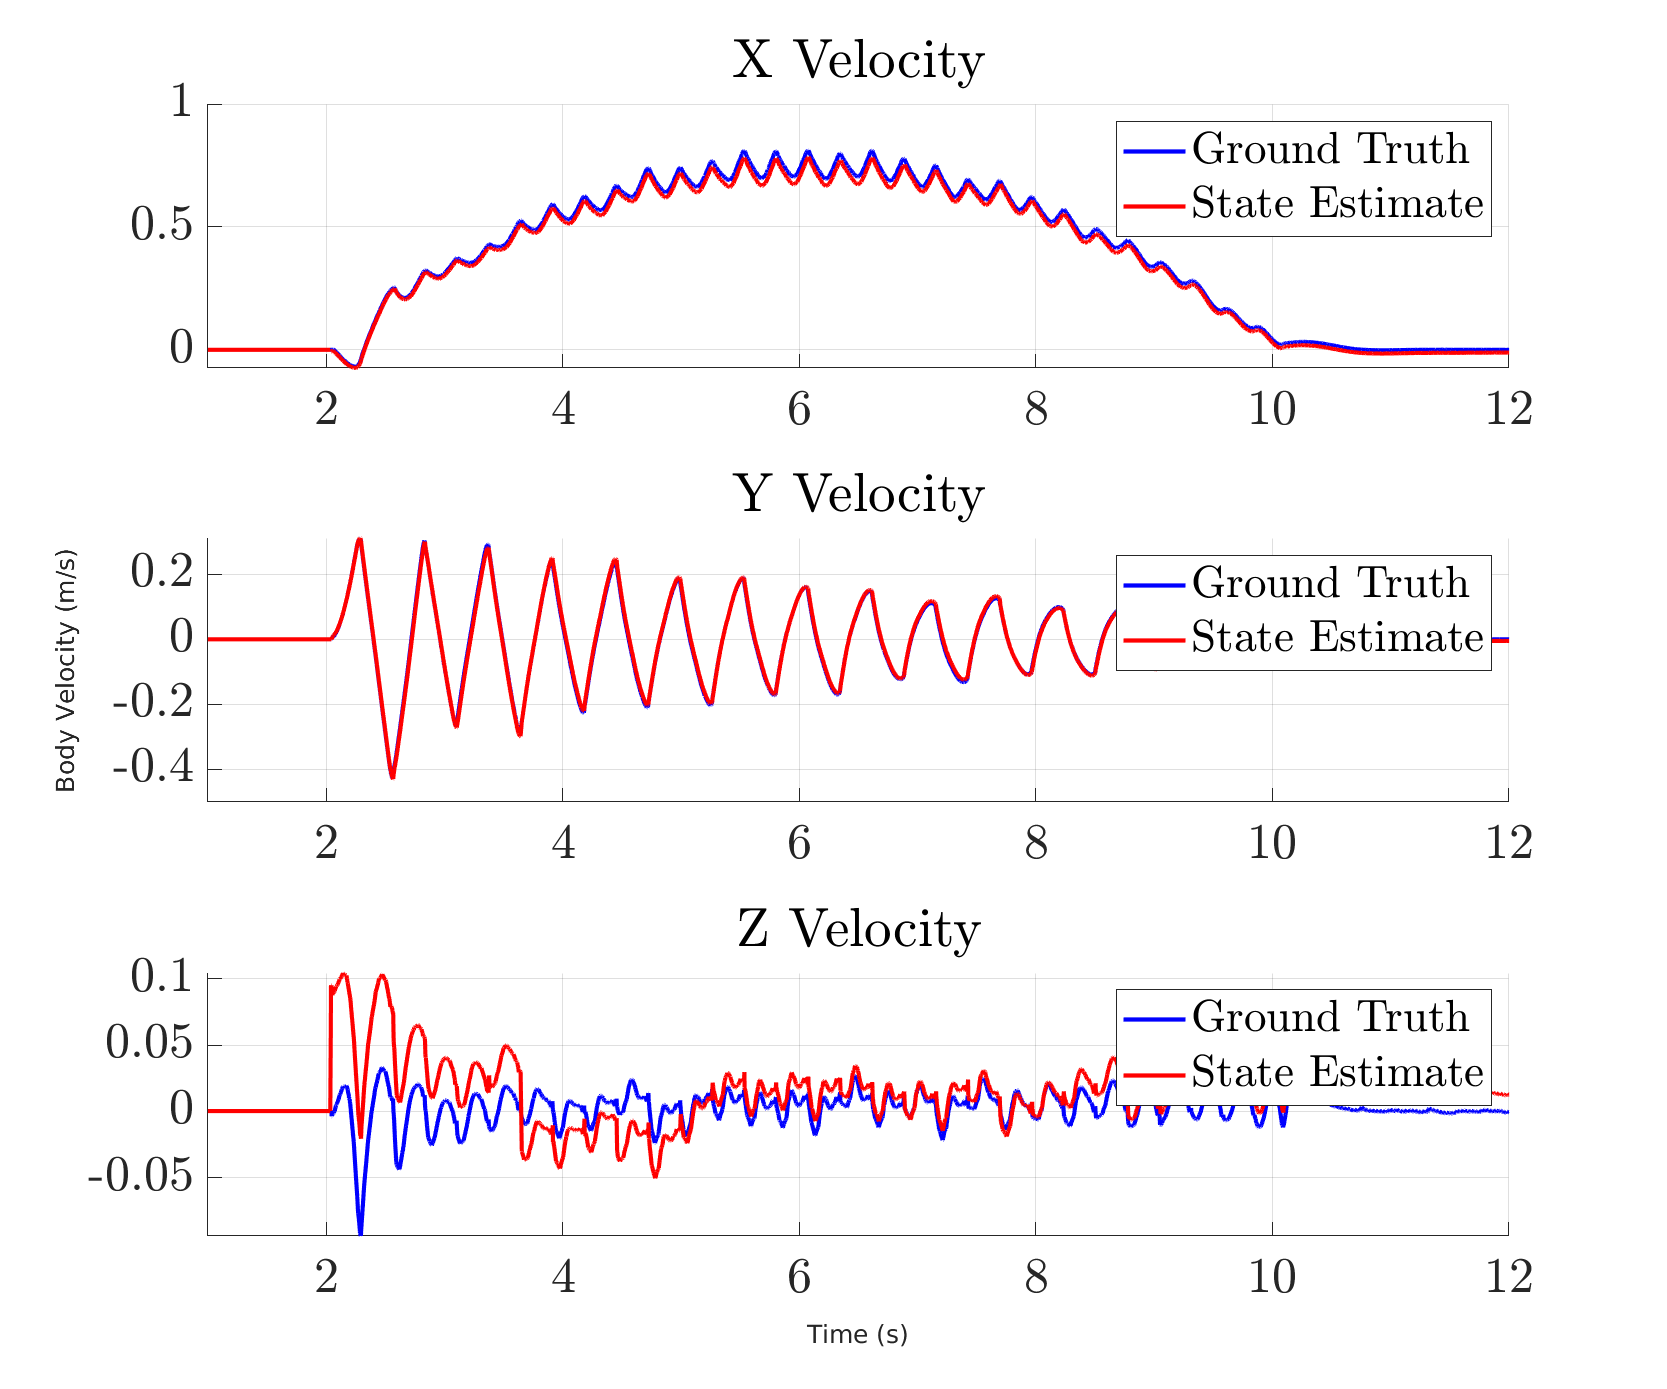 X Velocity
1
0.5
0
Ground Truth
State Estimate
2 4 6 8 10 12
Y Velocity
Body Velocity (m/s)
0.2
0
-0.2
-0.4
Ground Truth
State Estimate
2 4 6 8 10 12
Z Velocity
0.1
0.05
0
-0.05
Ground Truth
State Estimate
2 4 6 8 10 12
Time (s)